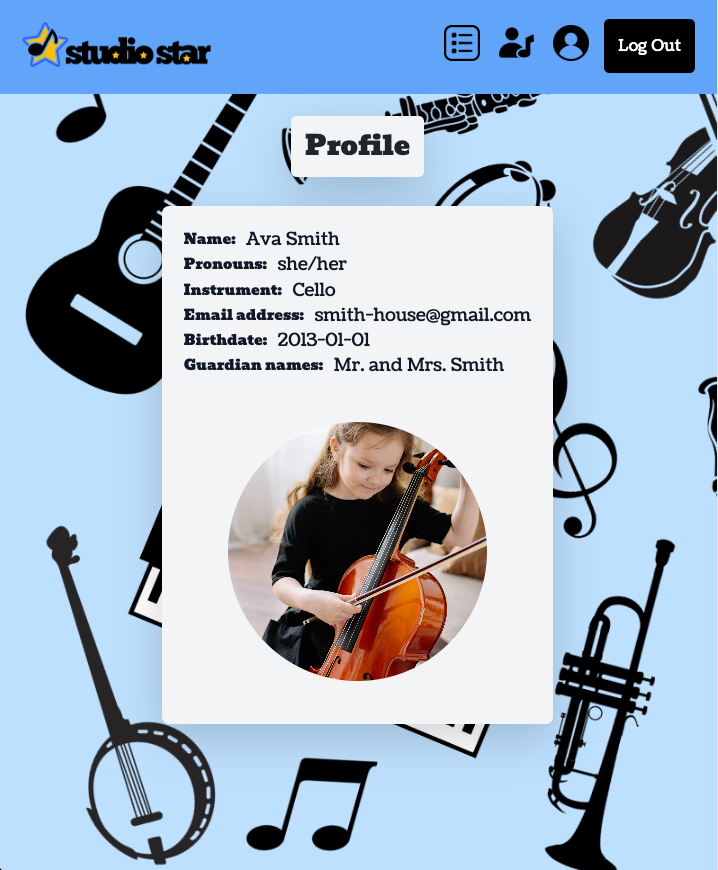 studio star
Log Out
Profile
Name: Ava Smith
Pronouns: she/her
Instrument: Cello
Email address: smith-house@gmail.com
Birthdate: 2013-01-01
Guardian names: Mr. and Mrs. Smith